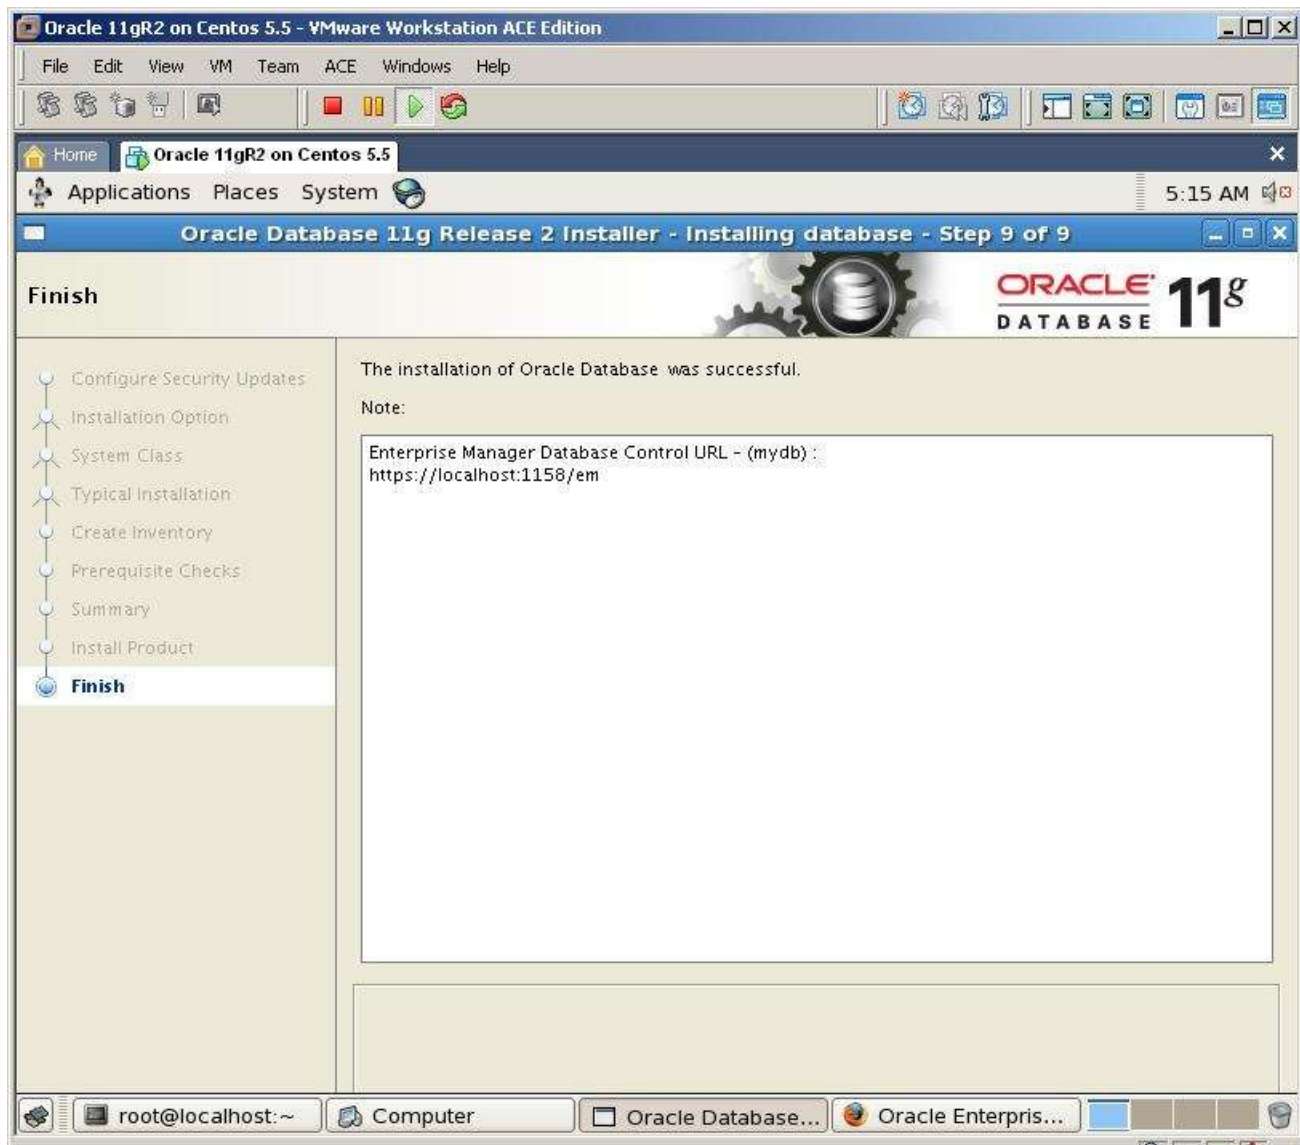 Oracle 11gR2 on Centos 5.5 - VMware Workstation ACE Edition
File Edit View VM Team ACE Windows Help
Home Oracle 11gR2 on Centos 5.5
Applications Places System 5:15 AM
Oracle Database 11g Release 2 Installer - Installing database - Step 9 of 9
Finish
ORACLE 11g
DATABASE
Configure Security Updates
Installation Option
System Class
Typical Installation
Create Inventory
Prerequisite Checks
Summary
Install Product
Finish
The installation of Oracle Database was successful.
Note:
Enterprise Manager Database Control URL - (mydb) :
https://localhost:1158/em
root@localhost:~ Computer Oracle Database... Oracle Enterpris...